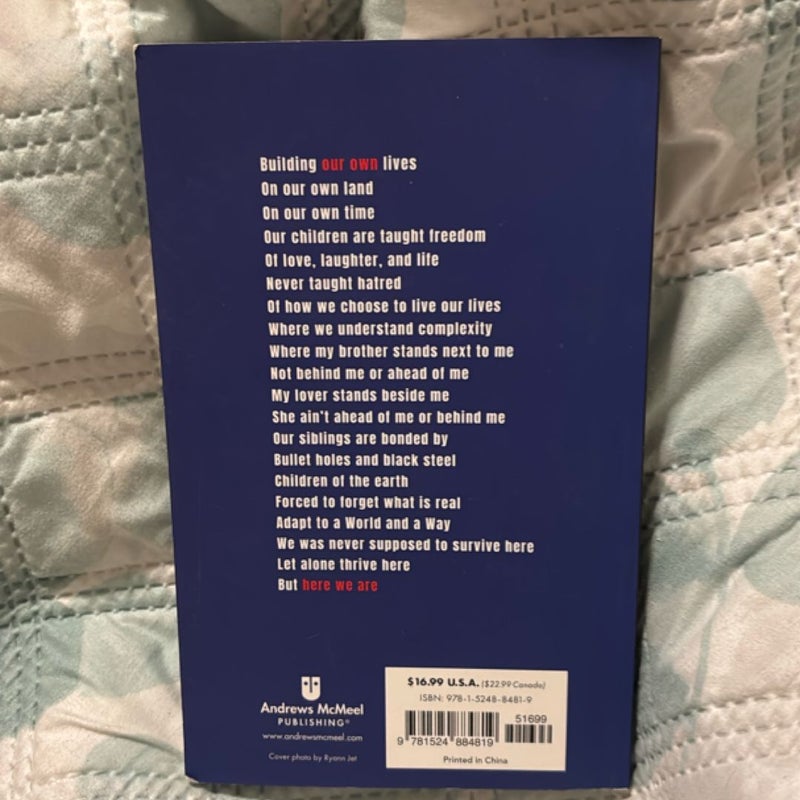 Building our own lives
On our own land
On our own time
Our children are taught freedom
Of love, laughter, and life
Never taught hatred
Of how we choose to live our lives
Where we understand complexity
Where my brother stands next to me
Not behind me or ahead of me
My lover stands beside me
She ain't ahead of me or behind me
Our siblings are bonded by
Bullet holes and black steel
Children of the earth
Forced to forget what is real
Adapt to a World and a Way
We was never supposed to survive here
Let alone thrive here
But here we are
Andrews McMeel
PUBLISHING®
www.andrewsmcmeel.com
Cover photo by Ryann Jet
$16.99 U.S.A. ($22.99 Canada)
ISBN: 978-1-5248-8481-9
51699
9 781524 884819
Printed in China